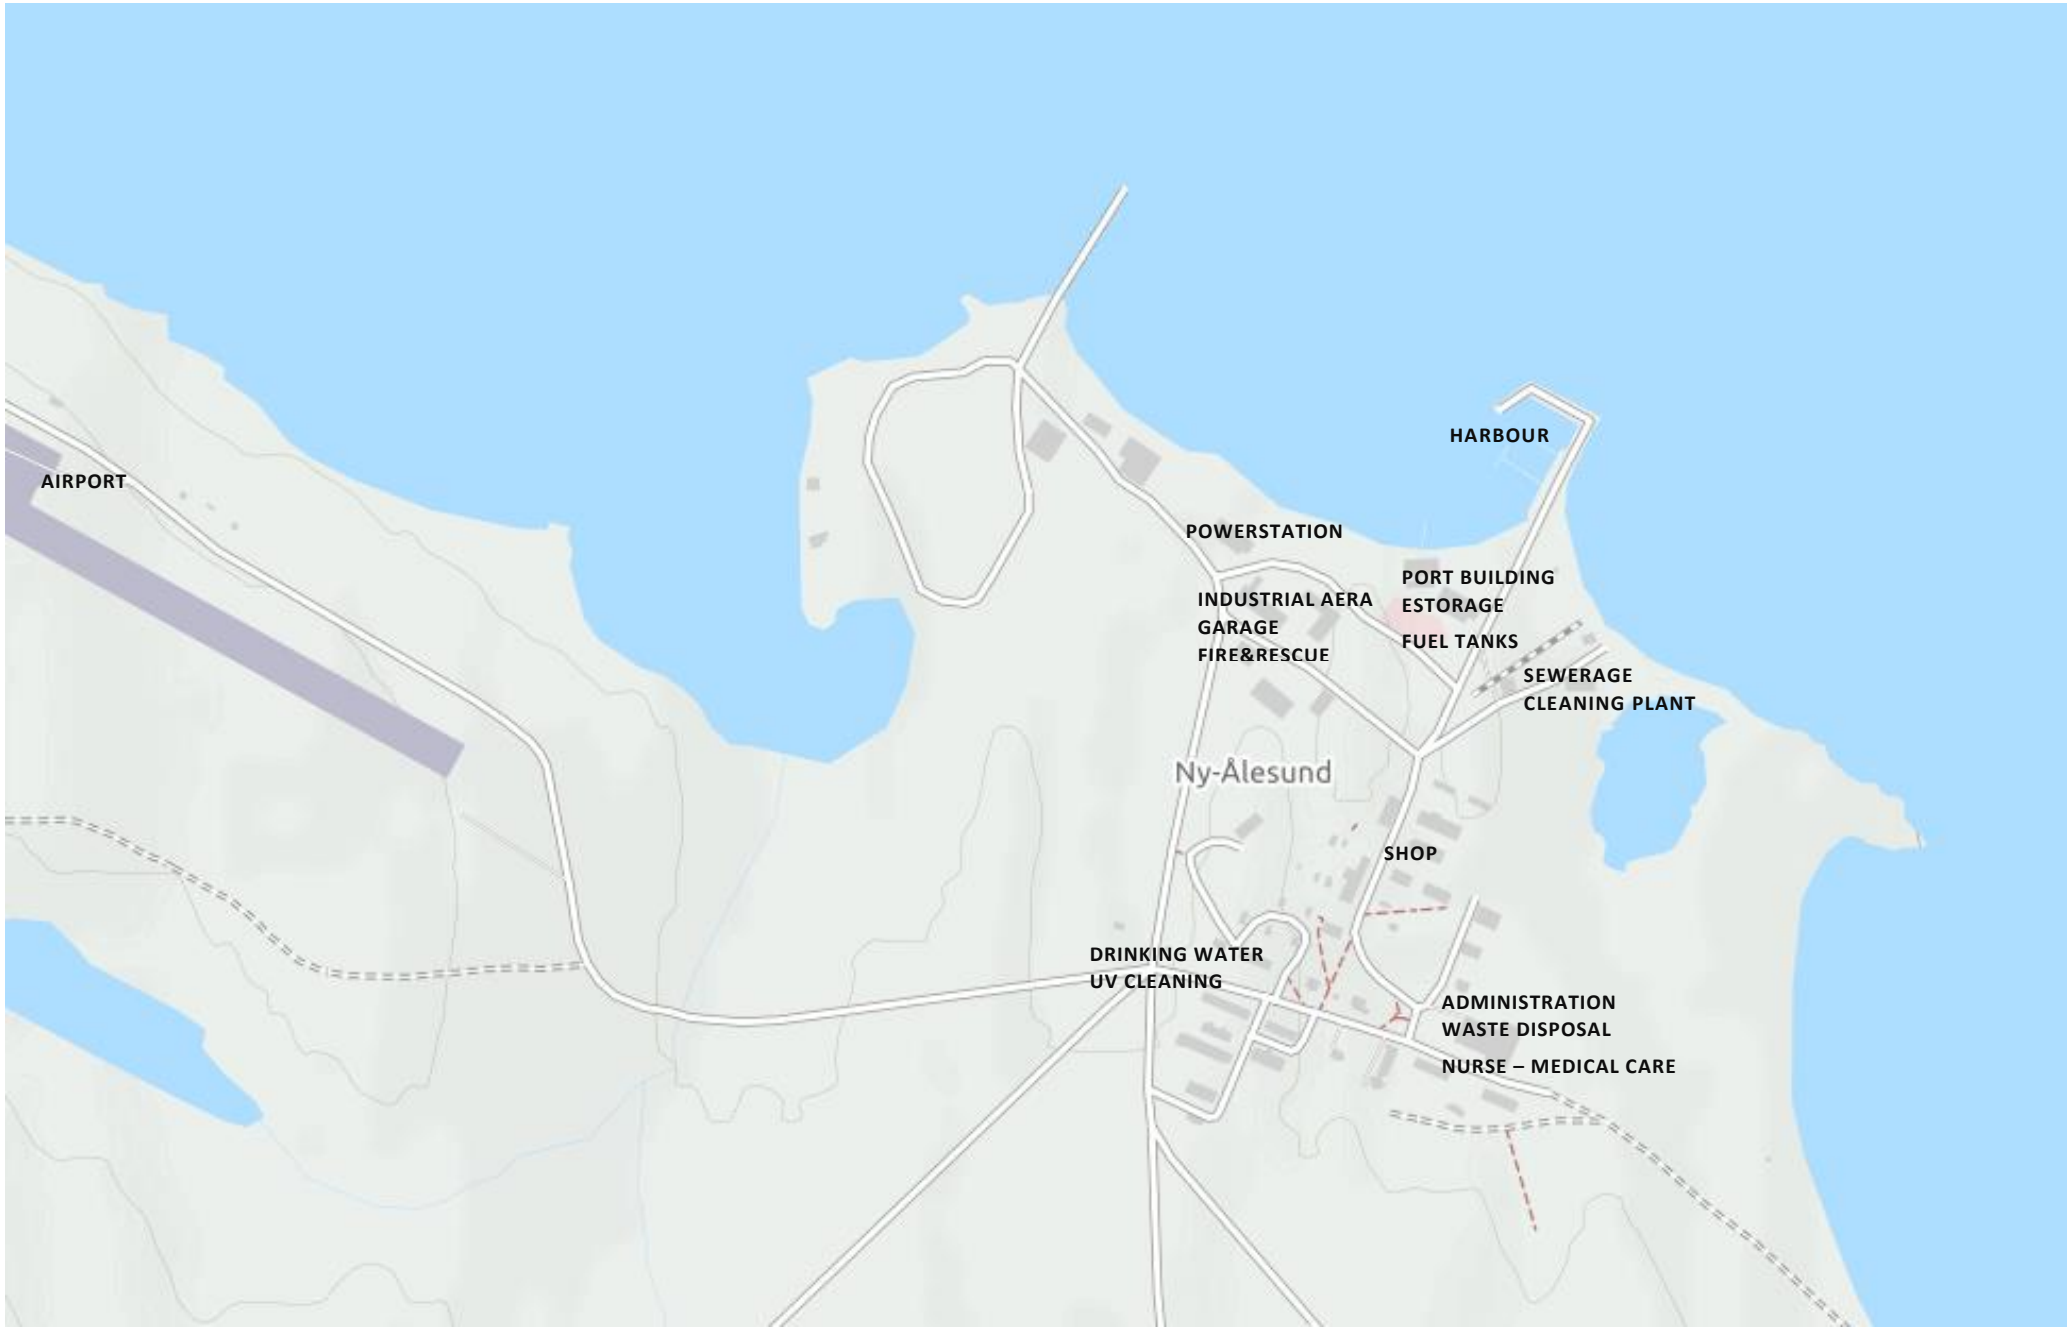 HARBOUR
AIRPORT
POWERSTATION
PORT BUILDING
ESTORAGE
INDUSTRIAL AERA
GARAGE
FIRE&RESCUE
FUEL TANKS
SEWERAGE
CLEANING PLANT
Ny-Ålesund
SHOP
DRINKING WATER
UV CLEANING
ADMINISTRATION
WASTE DISPOSAL
NURSE – MEDICAL CARE